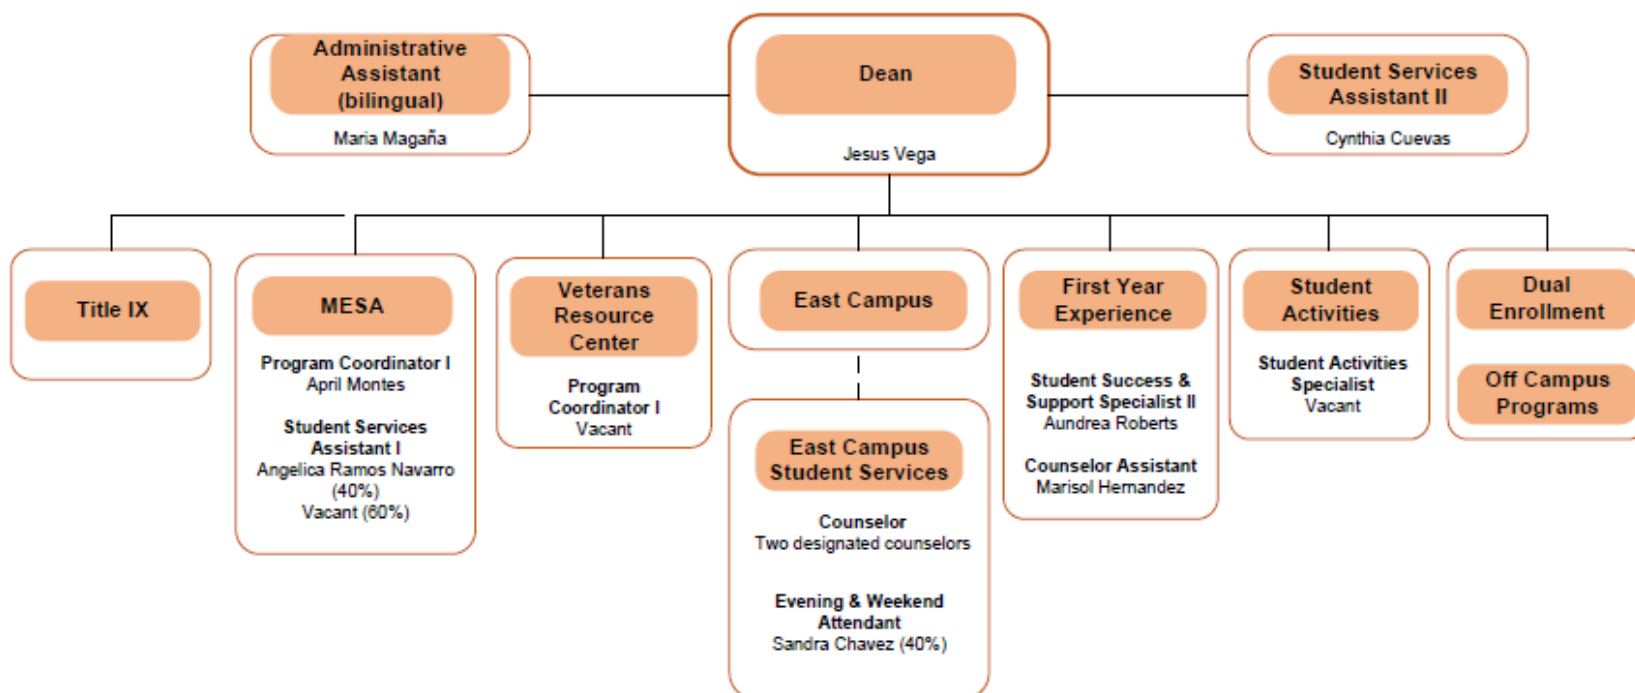 Administrative
Assistant
(bilingual)
Maria Magaña
Dean
Jesus Vega
Student Services
Assistant II
Cynthia Cuevas
Title IX
MESA
Program Coordinator I
April Montes
Student Services
Assistant I
Angelica Ramos Navarro
(40%)
Vacant (60%)
Veterans
Resource
Center
Program
Coordinator I
Vacant
East Campus
East Campus
Student Services
Counselor
Two designated counselors
Evening & Weekend
Attendant
Sandra Chavez (40%)
First Year
Experience
Student Success &
Support Specialist II
Aundrea Roberts
Counselor Assistant
Marisol Hernandez
Student
Activities
Student Activities
Specialist
Vacant
Dual
Enrollment
Off Campus
Programs